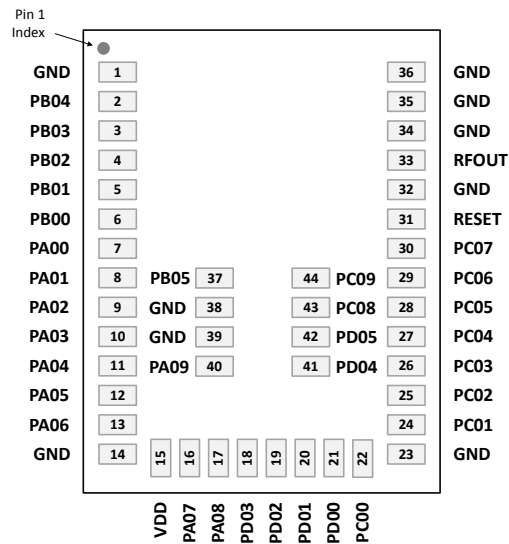 Pin 1
Index
GND 1 36 GND
PB04 2 35 GND
PB03 3 34 GND
PB02 4 33 RFOUT
PB01 5 32 GND
PB00 6 31 RESET
PA00 7 30 PC07
PA01 8 PB05 37 44 PC09 29 PC06
PA02 9 GND 38 43 PC08 28 PC05
PA03 10 GND 39 42 PD05 27 PC04
PA04 11 PA09 40 41 PD04 26 PC03
PA05 12 25 PC02
PA06 13 24 PC01
GND 14 15 16 17 18 19 20 21 22 23 GND
VDD PA07 PA08 PD03 PD02 PD01 PD00 PC00